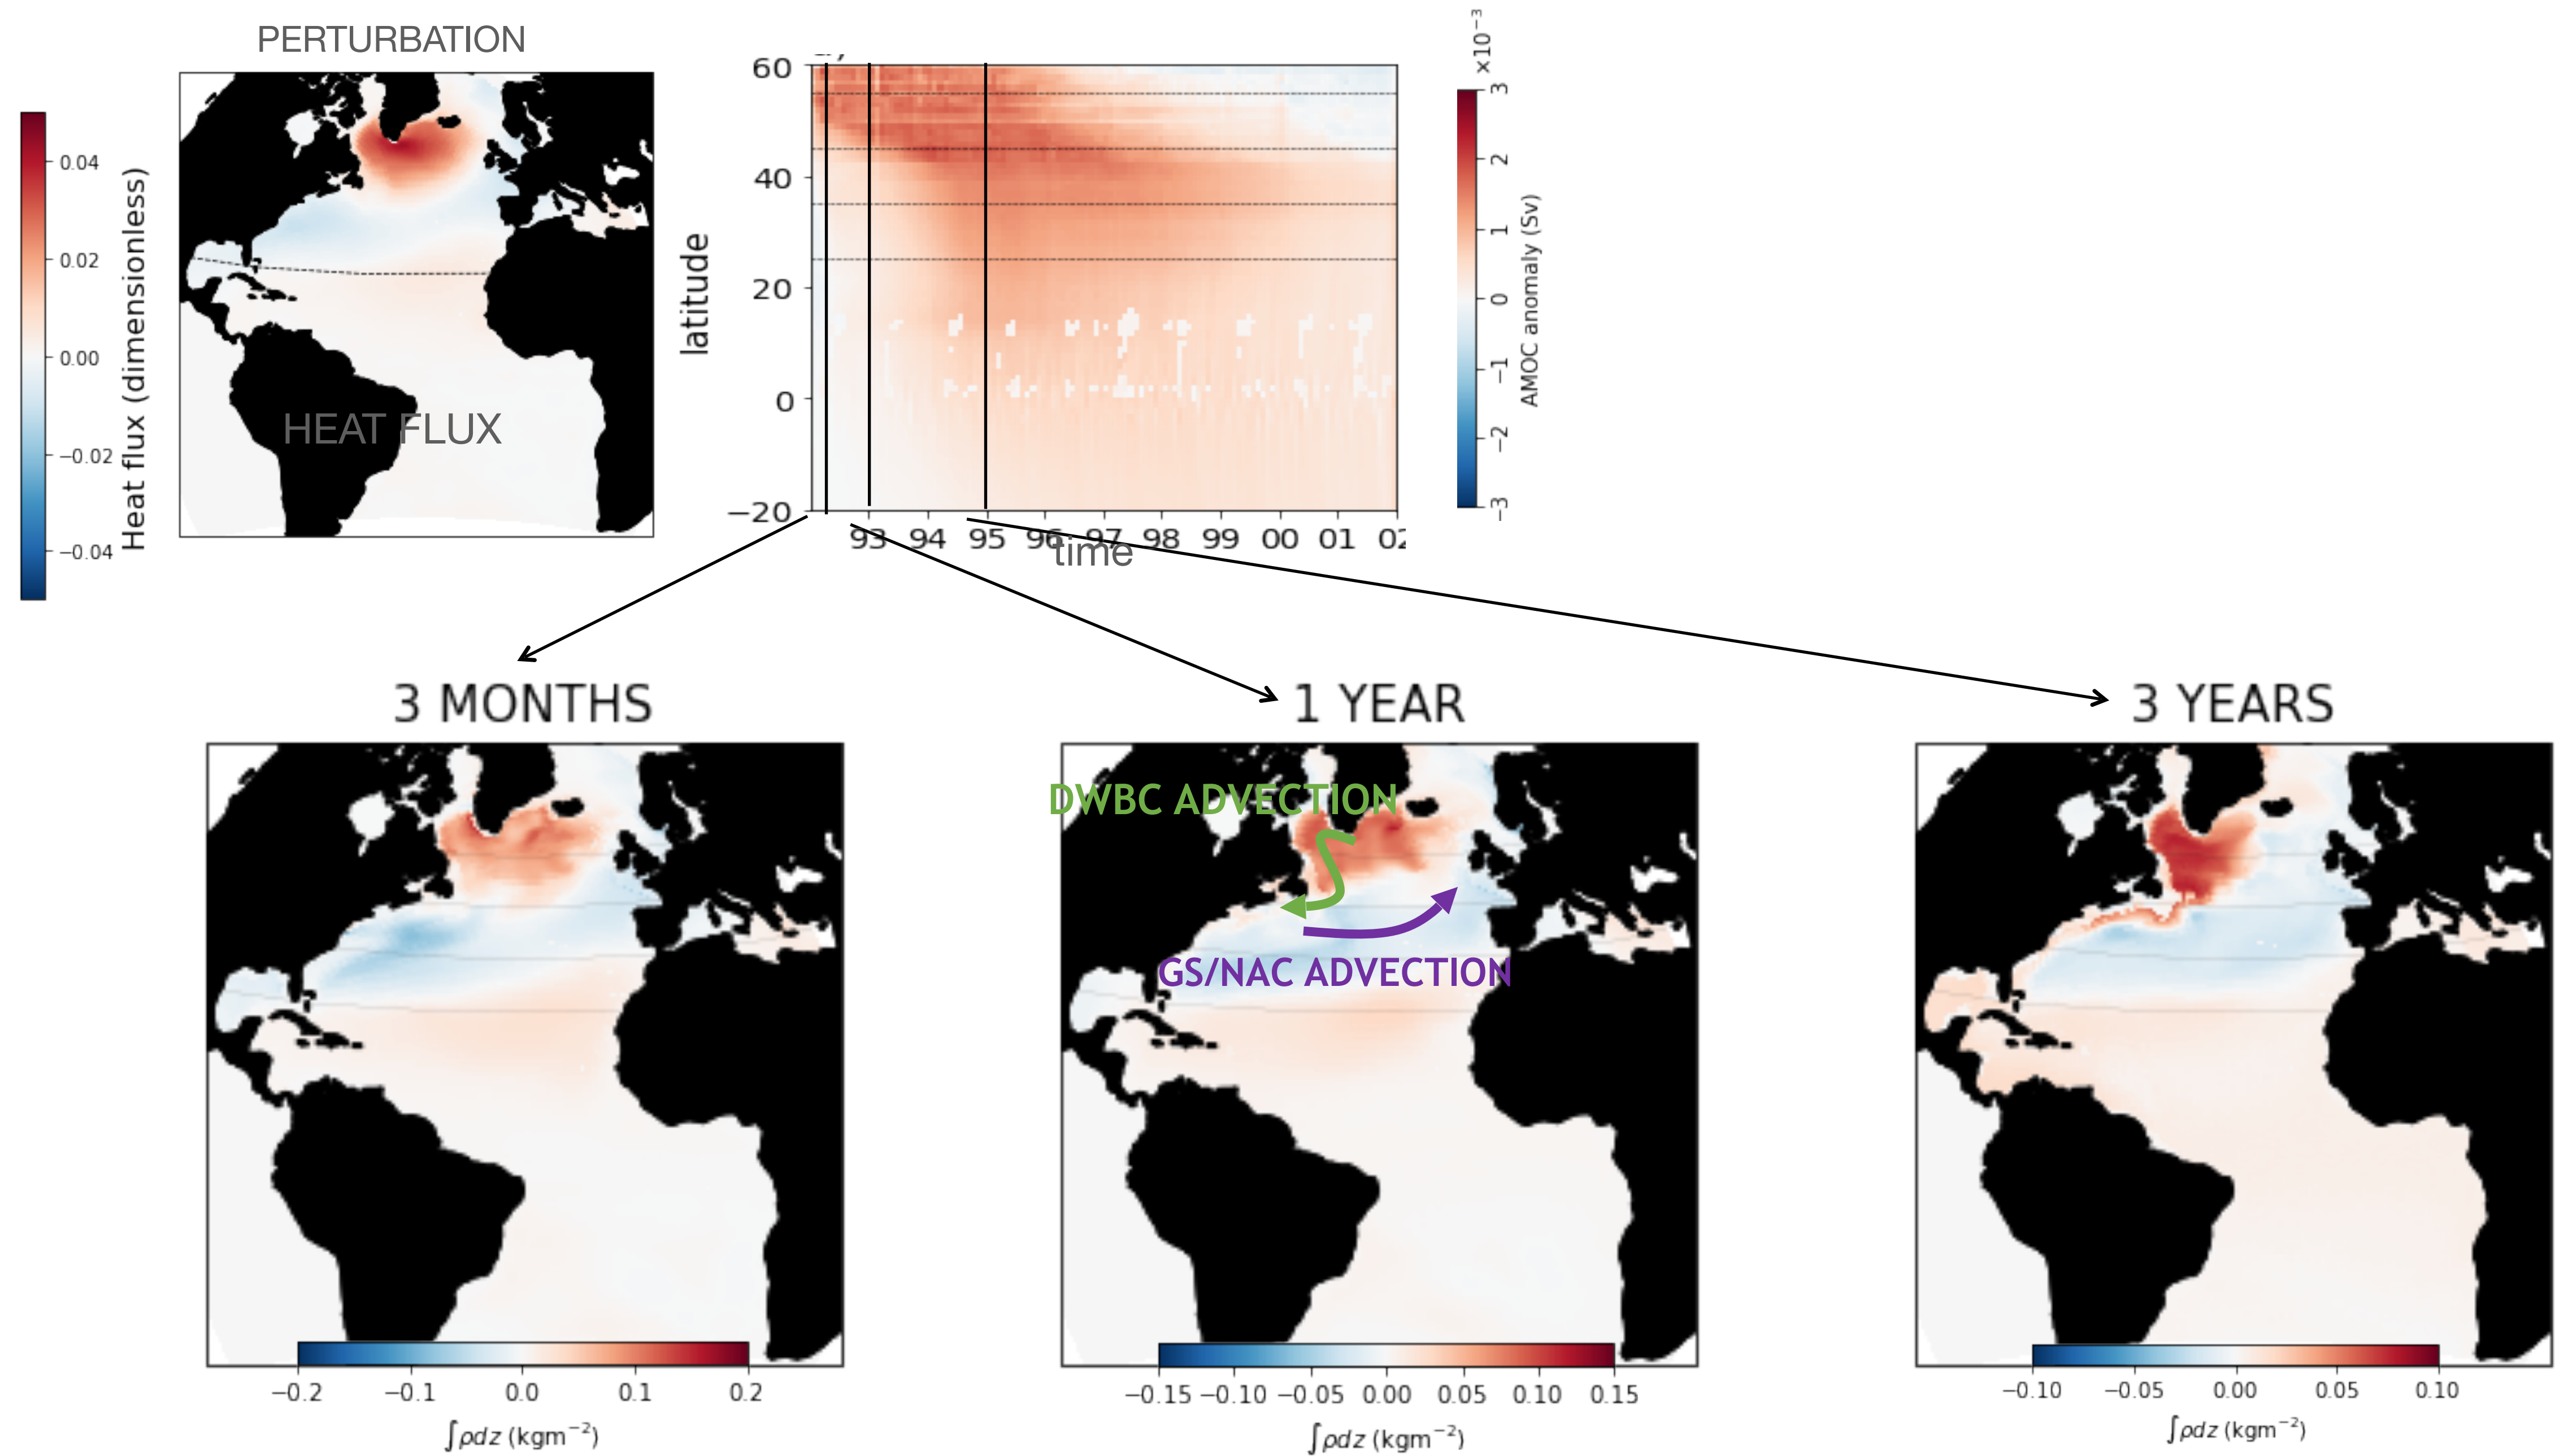 PERTURBATION
0.04
0.02
0.00
−0.02
−0.04
Heat flux (dimensionless)
HEAT FLUX
60
40
20
0
−20
latitude
93 94 95 96 97 98 99 00 01 02
time
×10⁻³
3
2
1
0
−1
−2
−3
AMOC anomaly (Sv)
3 MONTHS
1 YEAR
3 YEARS
DWBC ADVECTION
GS/NAC ADVECTION
−0.2 −0.1 0.0 0.1 0.2
∫ρdz (kgm⁻²)
−0.15 −0.10 −0.05 0.00 0.05 0.10 0.15
∫ρdz (kgm⁻²)
−0.10 −0.05 0.00 0.05 0.10
∫ρdz (kgm⁻²)